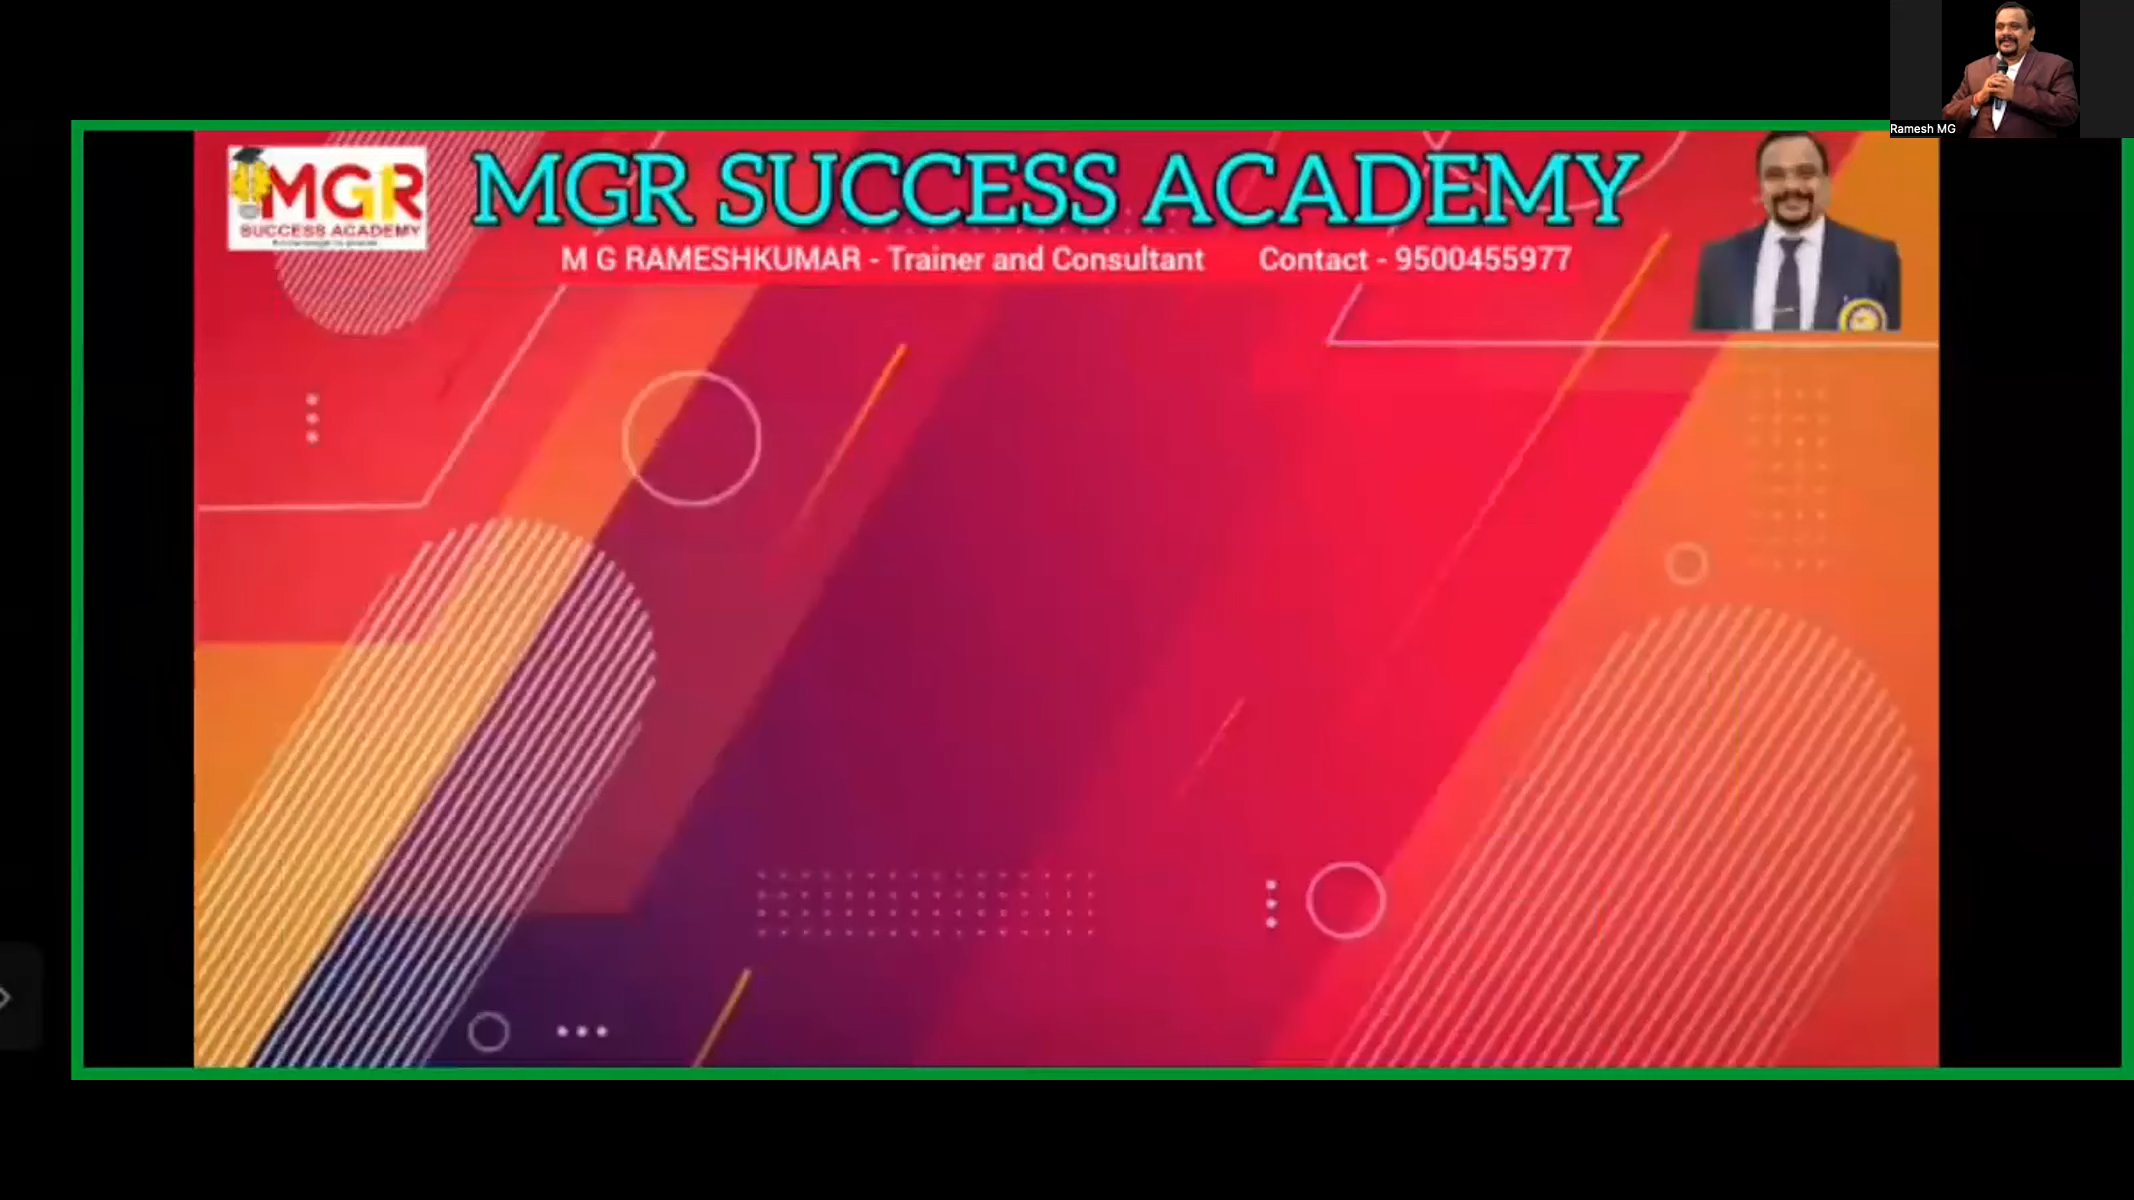 Ramesh MG
MGR
SUCCESS ACADEMY
MGR SUCCESS ACADEMY
M G RAMESHKUMAR - Trainer and Consultant Contact - 9500455977